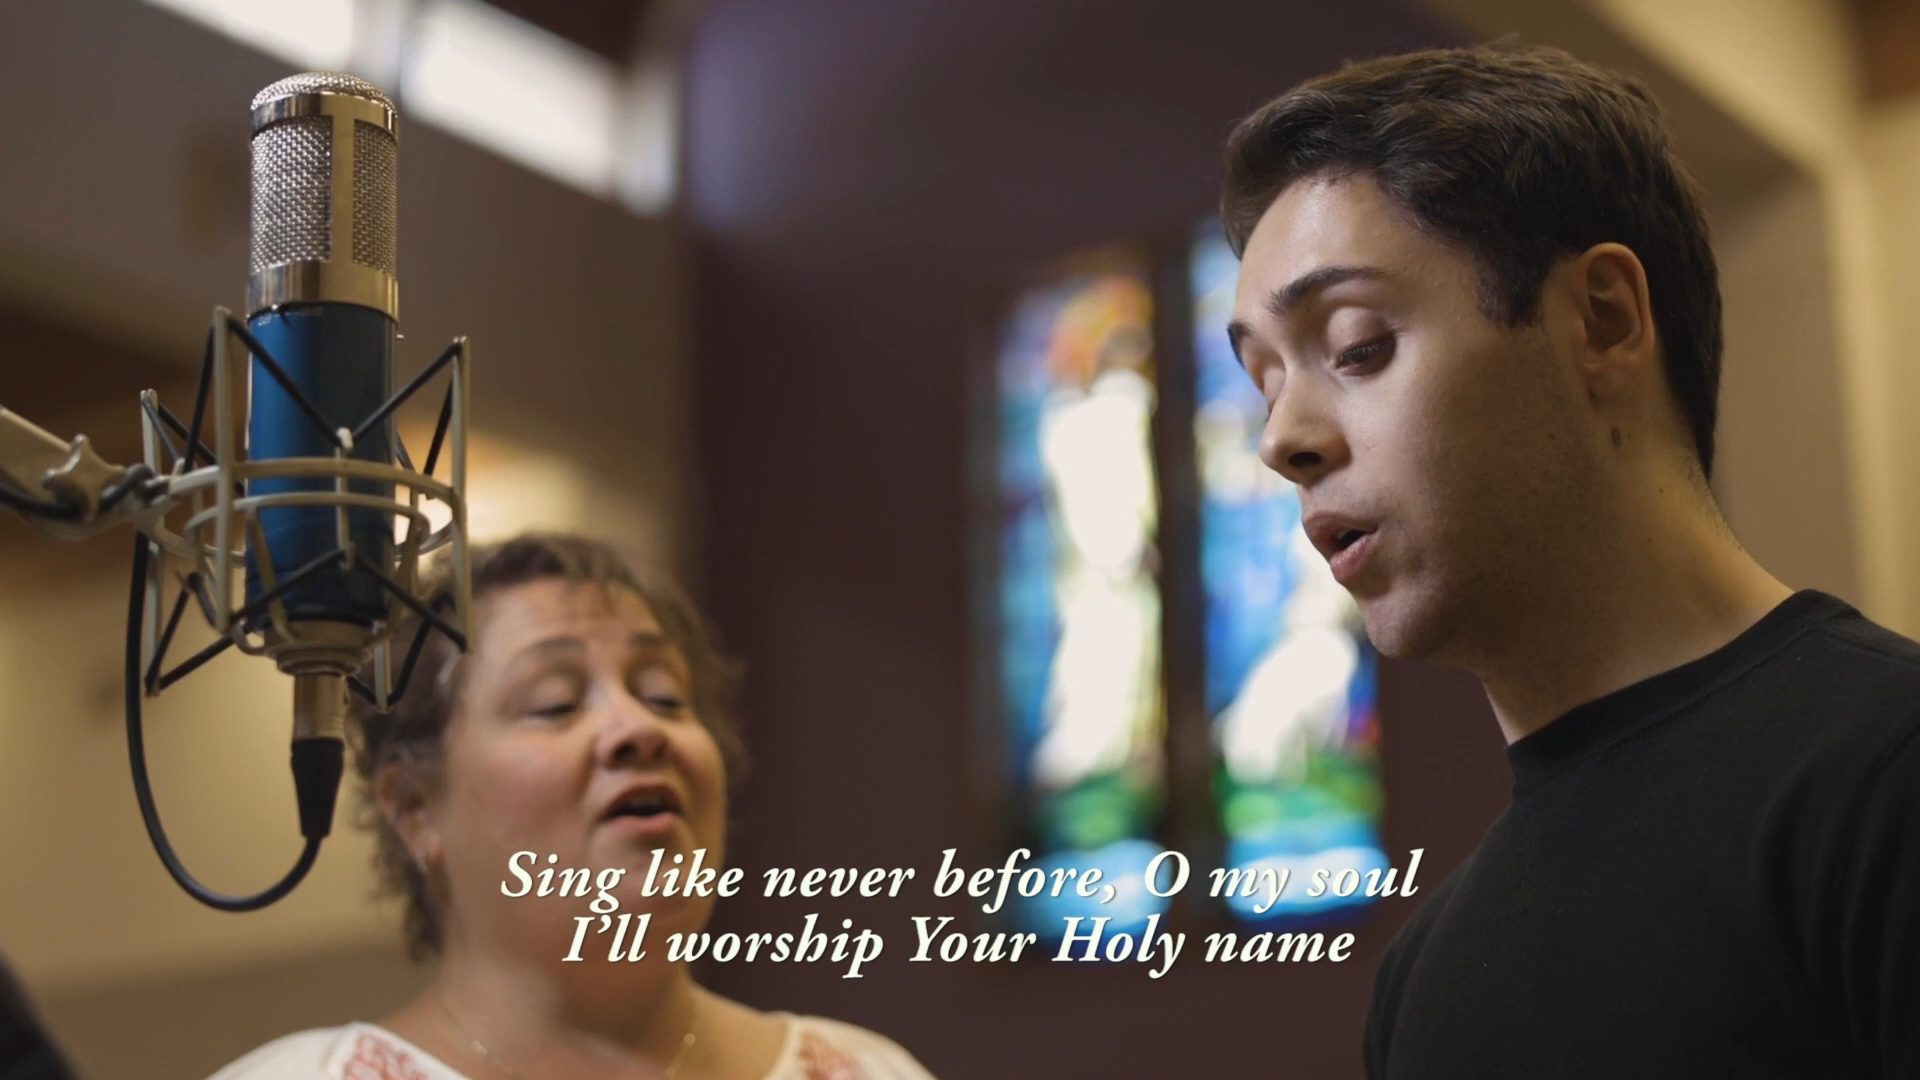 Sing like never before, O my soul
I’ll worship Your Holy name